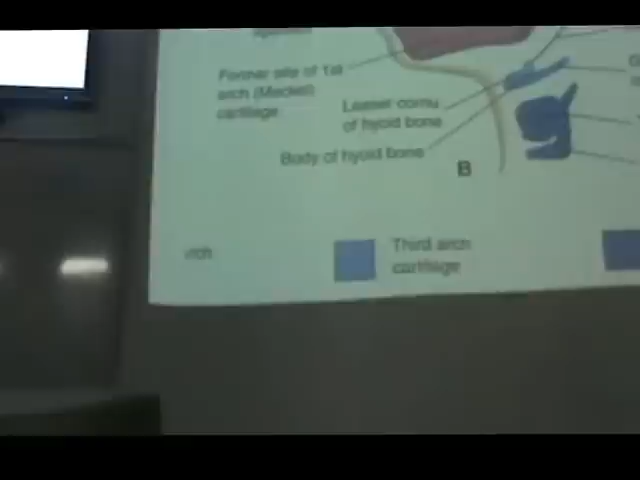 Former site of 1st
arch (Meckel)
cartilage
Lesser cornu
of hyoid bone
Body of hyoid bone
B
Third arch
cartilage